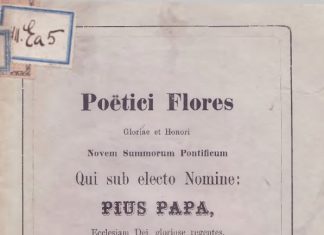 Ea5
Poëtici Flores
Gloriae et Honori
Novem Summorum Pontificum
Qui sub electo Nomine:
PIUS PAPA,
Ecclesiam Dei gloriose regentes,